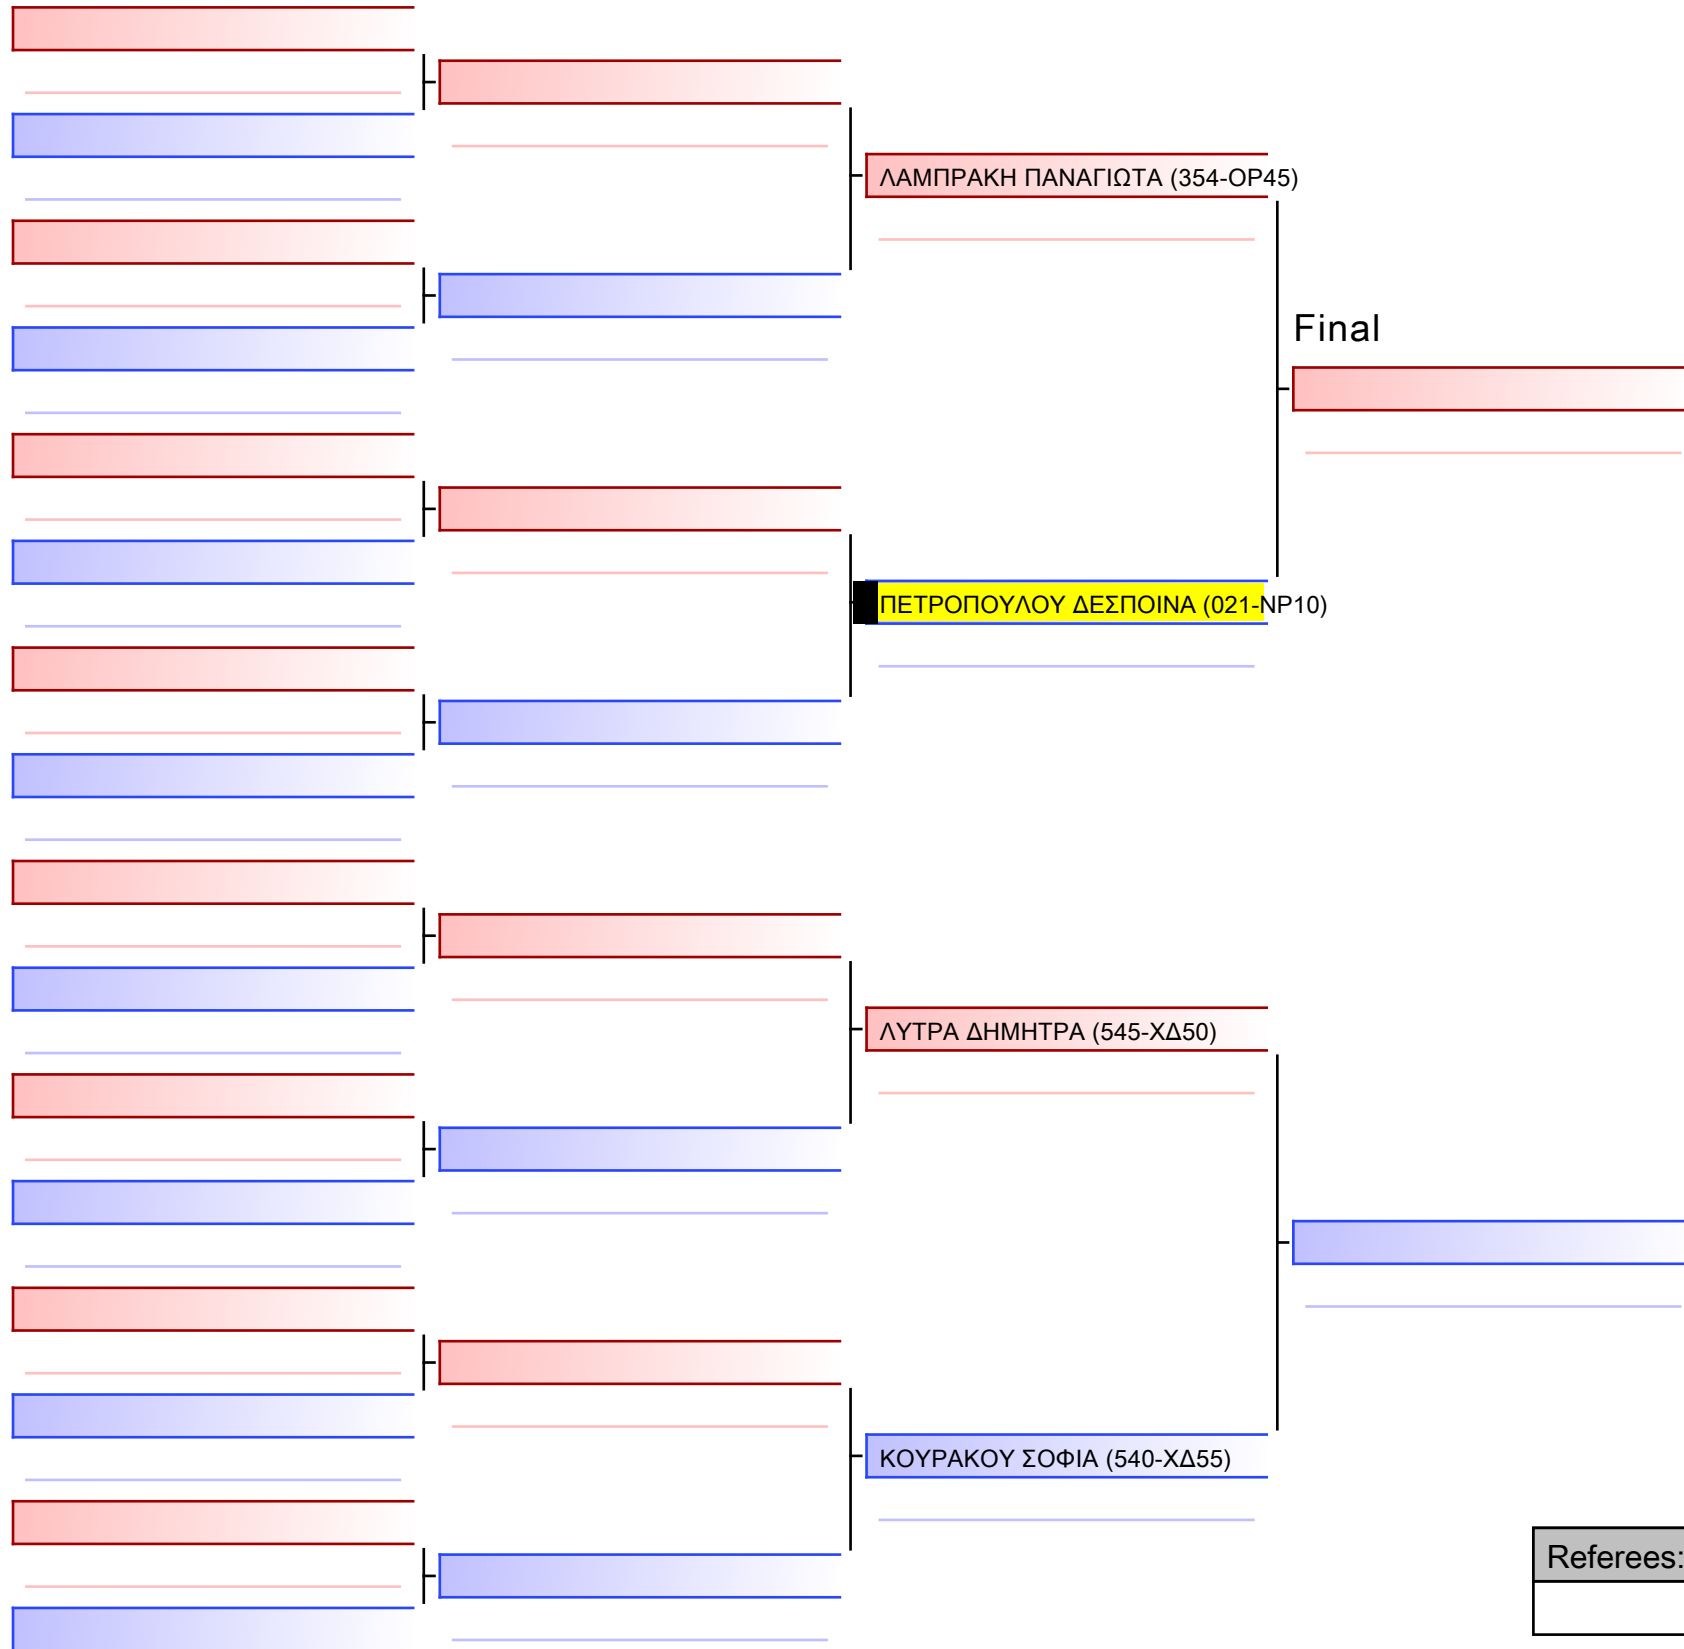 ΛΑΜΠΡΑΚΗ ΠΑΝΑΓΙΩΤΑ (354-ΟΡ45)
Final
ΠΕΤΡΟΠΟΥΛΟΥ ΔΕΣΠΟΙΝΑ (021-ΝΡ10)
ΛΥΤΡΑ ΔΗΜΗΤΡΑ (545-ΧΔ50)
ΚΟΥΡΑΚΟΥ ΣΟΦΙΑ (540-ΧΔ55)
Referees: